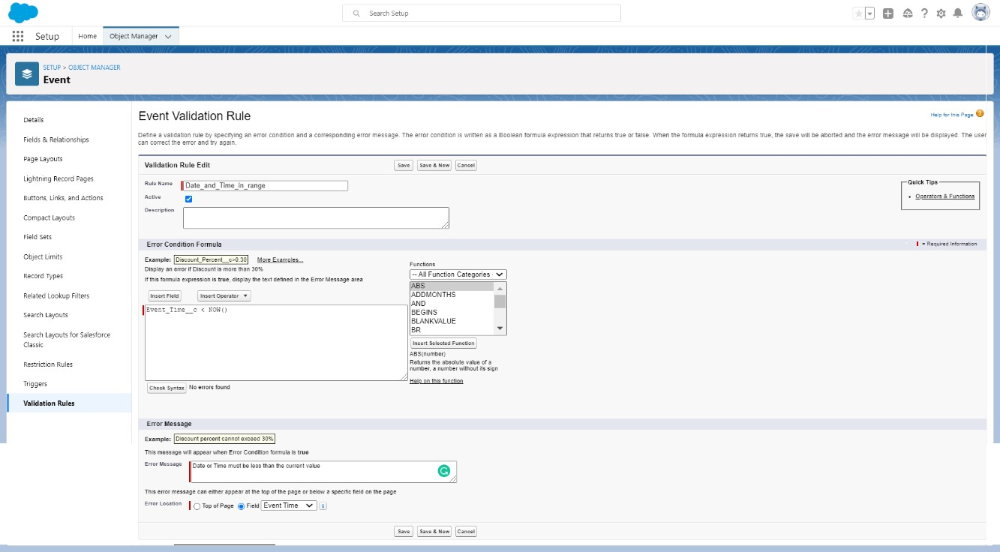 Search Setup
Setup
Home
Object Manager
SETUP > OBJECT MANAGER
Event
Details
Fields & Relationships
Page Layouts
Lightning Record Pages
Buttons, Links, and Actions
Compact Layouts
Field Sets
Object Limits
Record Types
Related Lookup Filters
Search Layouts
Search Layouts for Salesforce
Classic
Restriction Rules
Triggers
Validation Rules
Event Validation Rule
Help for this Page ?
Define a validation rule by specifying an error condition and a corresponding error message. The error condition is written as a Boolean formula expression that returns true or false. When the formula expression returns true, the save will be aborted and the error message will be displayed. The user
can correct the error and try again.
Validation Rule Edit
Save
Save & New
Cancel
Rule Name
Date_and_Time_in_range
Active
Description
Quick Tips
• Operators & Functions
Error Condition Formula
= Required Information
Example: Discount_Percent__c>0.30 More Examples...
Display an error if Discount is more than 30%
If this formula expression is true, display the text defined in the Error Message area
Insert Field
Insert Operator
Event_Time__c < NOW()
Functions
-- All Function Categories -
ABS
ADDMONTHS
AND
BEGINS
BLANKVALUE
BR
Insert Selected Function
ABS(number)
Returns the absolute value of a
number, a number without its sign
Help on this function
Check Syntax No errors found
Error Message
Example: Discount percent cannot exceed 30%
This message will appear when Error Condition formula is true
Error Message
Date or Time must be less than the current value
This error message can either appear at the top of the page or below a specific field on the page
Error Location
Top of Page
Field
Event Time
i
Save
Save & New
Cancel